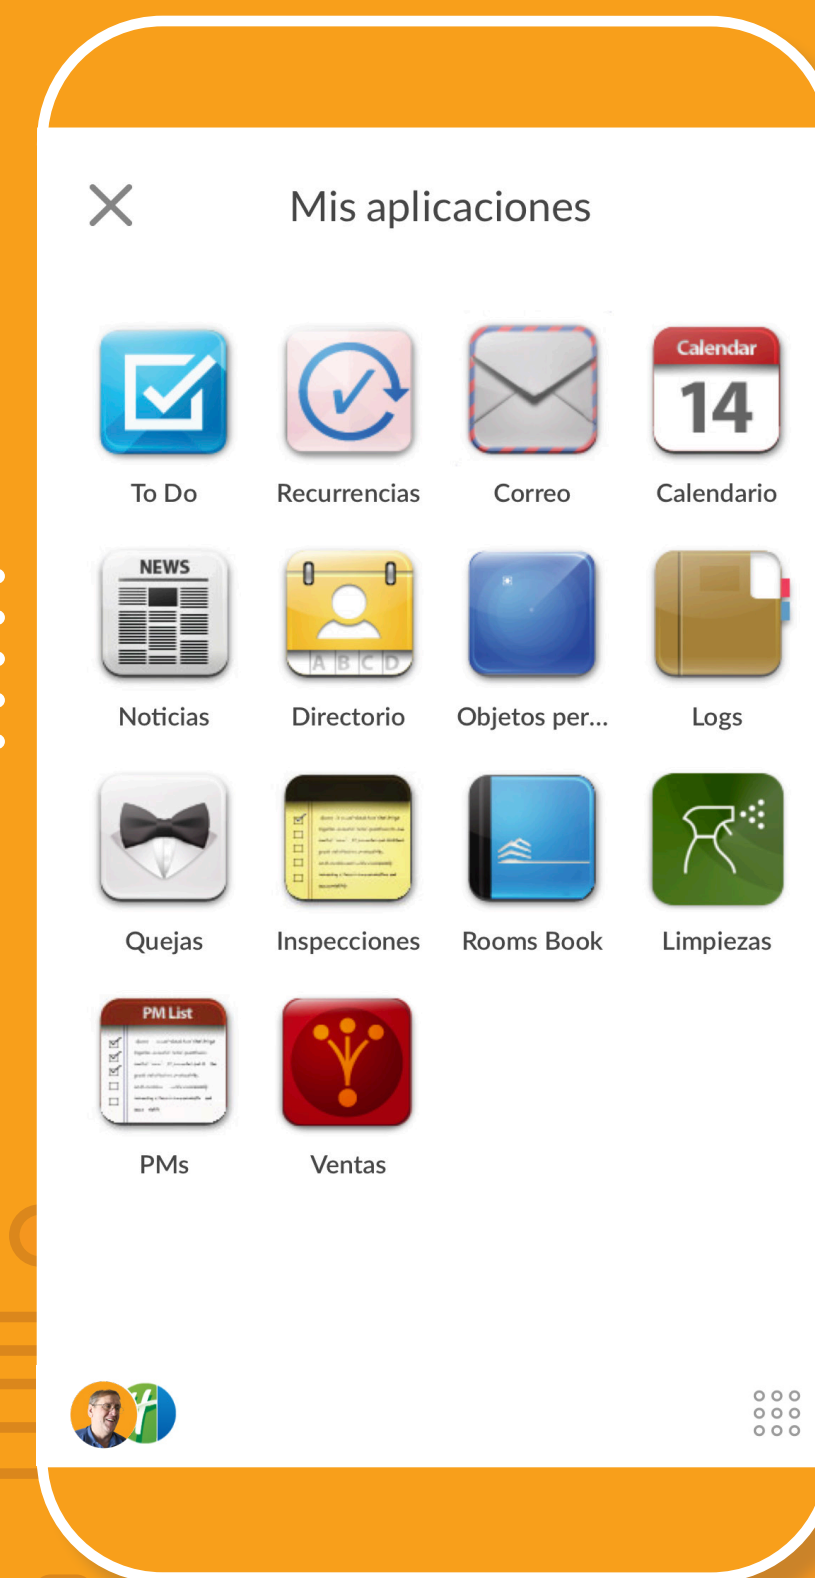 Mis aplicaciones
Calendar
14
To Do
Recurrencias
Correo
Calendario
NEWS
A B C D
Noticias
Directorio
Objetos per...
Logs
Quejas
Inspecciones
Rooms Book
Limpiezas
PM List
PMs
Ventas